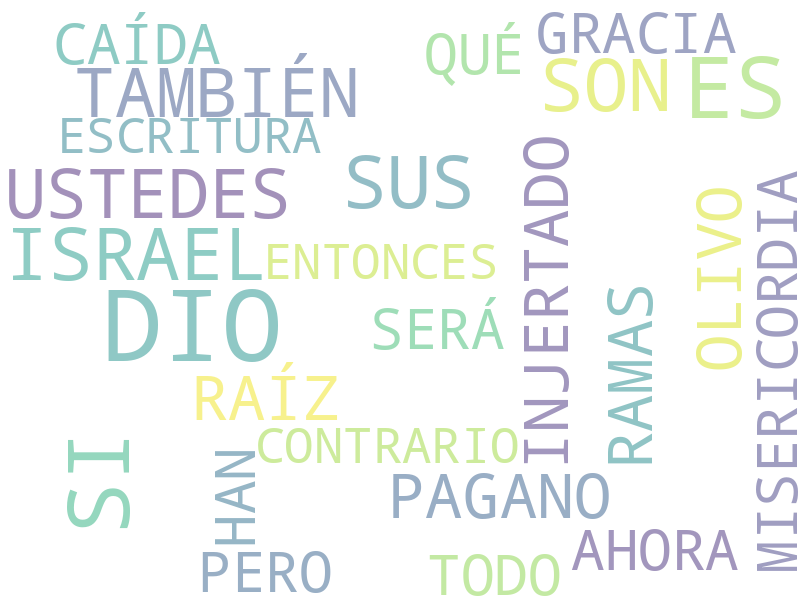 CAÍDA
QUÉ
GRACIA
TAMBIÉN
SON
ES
ESCRITURA
USTEDES
SUS
ISRAEL
ENTONCES
INJERTADO
OLIVO
MISERICORDIA
DIO
SERÁ
RAMAS
RAÍZ
CONTRARIO
SI
HAN
PAGANO
AHORA
PERO
TODO